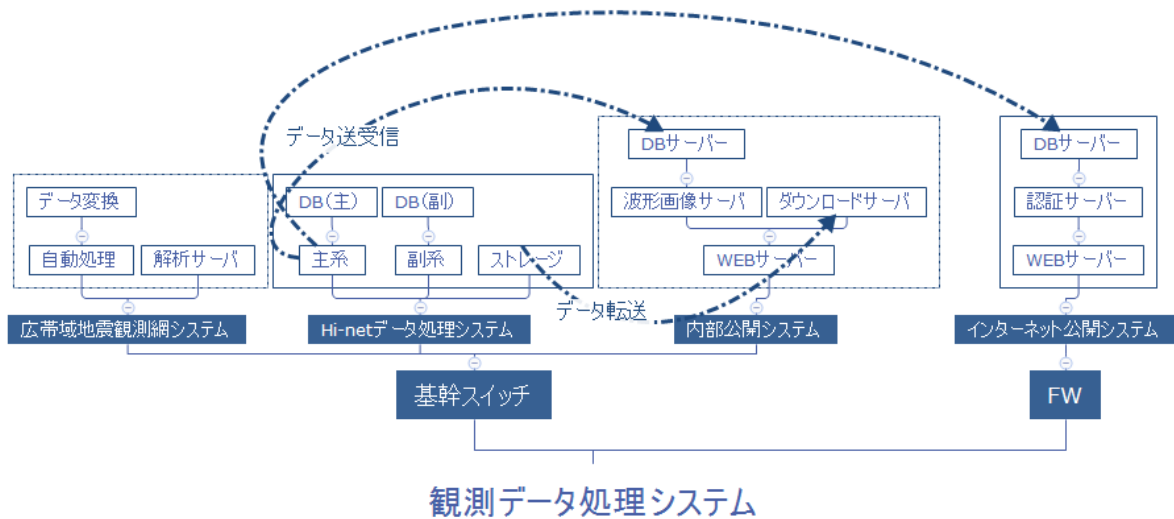 データ送受信
DBサーバー
DBサーバー
データ変換
DB(主)
DB(副)
波形画像サーバ
ダウンロードサーバ
認証サーバー
自動処理
解析サーバ
主系
副系
ストレージ
WEBサーバー
WEBサーバー
データ転送
広帯域地震観測網システム
Hi-netデータ処理システム
内部公開システム
インターネット公開システム
基幹スイッチ
FW
観測データ処理システム